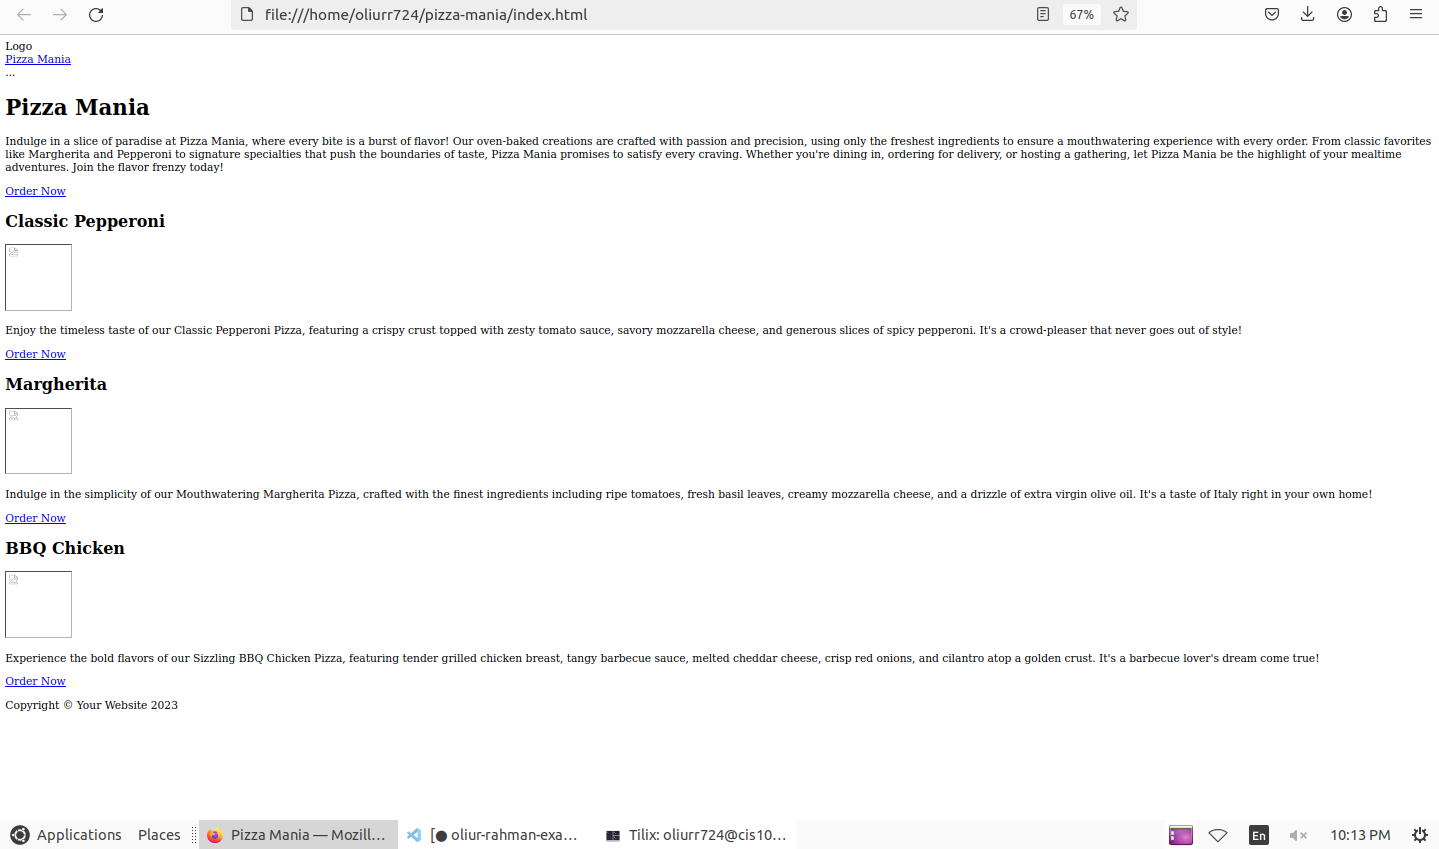 file:///home/oliurr724/pizza-mania/index.html
67%
Logo
Pizza Mania
...
Pizza Mania
Indulge in a slice of paradise at Pizza Mania, where every bite is a burst of flavor! Our oven-baked creations are crafted with passion and precision, using only the freshest ingredients to ensure a mouthwatering experience with every order. From classic favorites
like Margherita and Pepperoni to signature specialties that push the boundaries of taste, Pizza Mania promises to satisfy every craving. Whether you're dining in, ordering for delivery, or hosting a gathering, let Pizza Mania be the highlight of your mealtime
adventures. Join the flavor frenzy today!
Order Now
Classic Pepperoni
Enjoy the timeless taste of our Classic Pepperoni Pizza, featuring a crispy crust topped with zesty tomato sauce, savory mozzarella cheese, and generous slices of spicy pepperoni. It's a crowd-pleaser that never goes out of style!
Order Now
Margherita
Indulge in the simplicity of our Mouthwatering Margherita Pizza, crafted with the finest ingredients including ripe tomatoes, fresh basil leaves, creamy mozzarella cheese, and a drizzle of extra virgin olive oil. It's a taste of Italy right in your own home!
Order Now
BBQ Chicken
Experience the bold flavors of our Sizzling BBQ Chicken Pizza, featuring tender grilled chicken breast, tangy barbecue sauce, melted cheddar cheese, crisp red onions, and cilantro atop a golden crust. It's a barbecue lover's dream come true!
Order Now
Copyright © Your Website 2023
Applications Places Pizza Mania — Mozill... [● oliur-rahman-exa... Tilix: oliurr724@cis10... En 10:13 PM